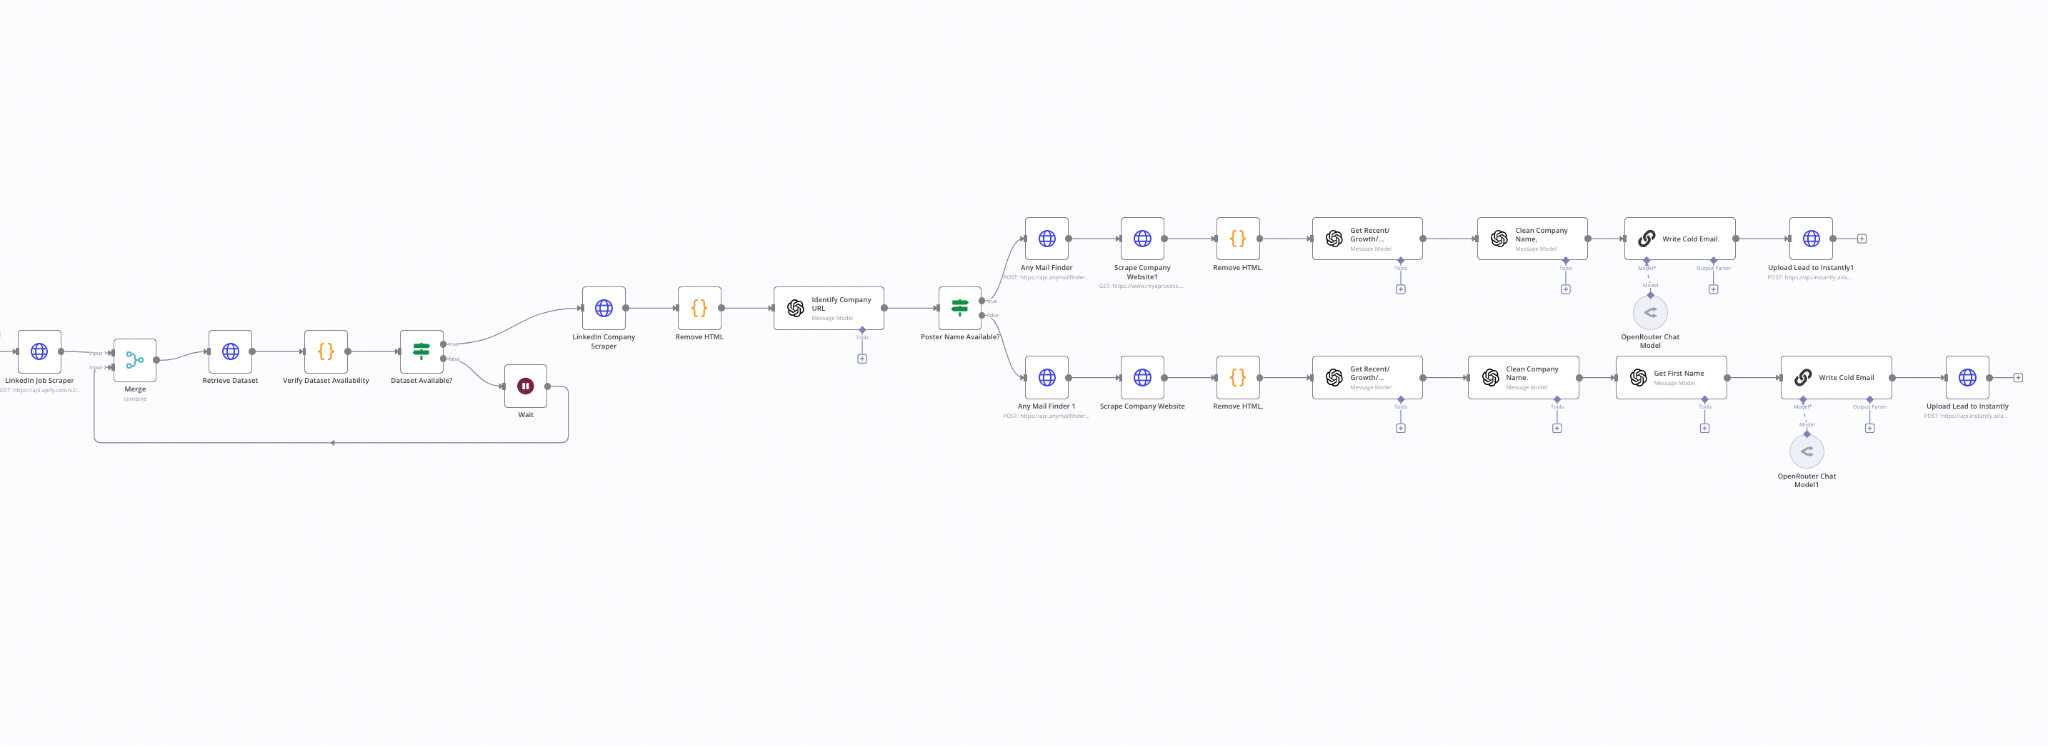 LinkedIn Job Scraper
OST: https://api.apify.com/v2/...
Input 1
Input 2
Merge
combine
Retrieve Dataset
Verify Dataset Availability
Dataset Available?
true
false
Wait
LinkedIn Company
Scraper
Remove HTML
Identify Company
URL
Message Model
Tools
Poster Name Available?
true
false
Any Mail Finder
POST: https://api.anymailfinder...
Scrape Company
Website1
GET: https://www.myeprocess....
Remove HTML.
Get Recent/
Growth/...
Message Model
Tools
Clean Company
Name,
Message Model
Tools
Write Cold Email.
Model*
Output Parser
Model
OpenRouter Chat
Model
Upload Lead to Instantly1
POST: https://api.instantly.ai/a...
Any Mail Finder 1
POST: https://api.anymailfinder...
Scrape Company Website
Remove HTML,
Get Recent/
Growth/...
Message Model
Tools
Clean Company
Name.
Message Model
Tools
Get First Name
Message Model
Tools
Write Cold Email
Model*
Output Parser
Model
OpenRouter Chat
Model1
Upload Lead to Instantly
POST: https://api.instantly.ai/a...